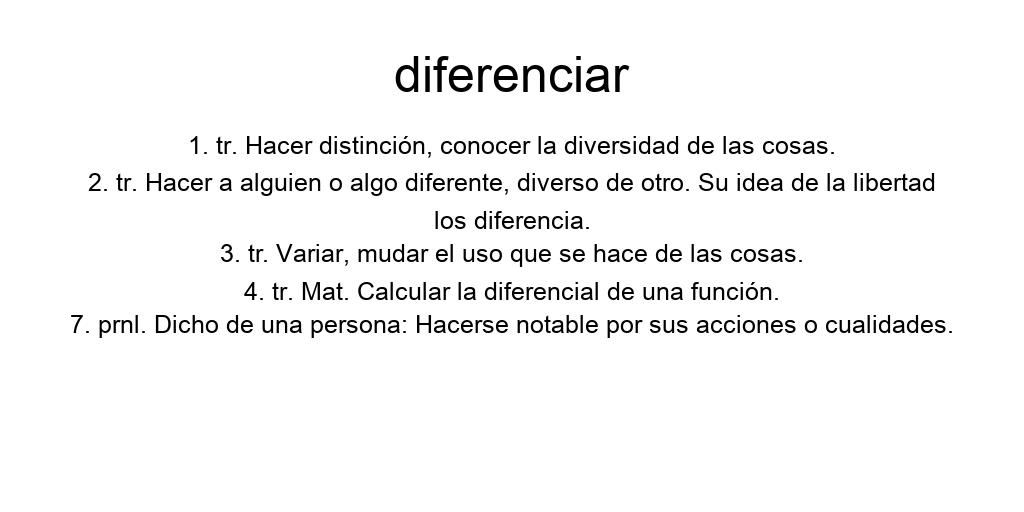 diferenciar
1. tr. Hacer distinción, conocer la diversidad de las cosas.
2. tr. Hacer a alguien o algo diferente, diverso de otro. Su idea de la libertad
los diferencia.
3. tr. Variar, mudar el uso que se hace de las cosas.
4. tr. Mat. Calcular la diferencial de una función.
7. prnl. Dicho de una persona: Hacerse notable por sus acciones o cualidades.